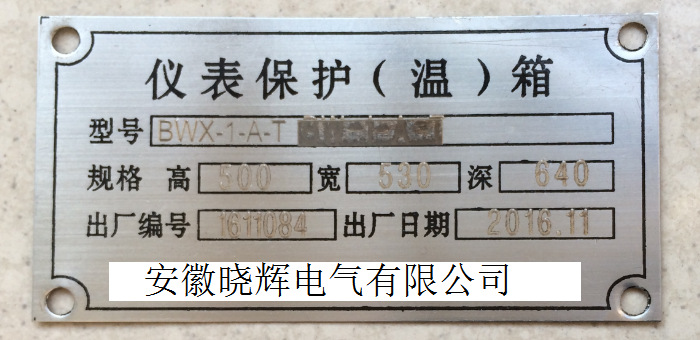 仪表保护（温）箱
型号 BWX-1-A-T
规格 高 500 宽 530 深 640
出厂编号 1611084 出厂日期 2016.11
安徽晓辉电气有限公司